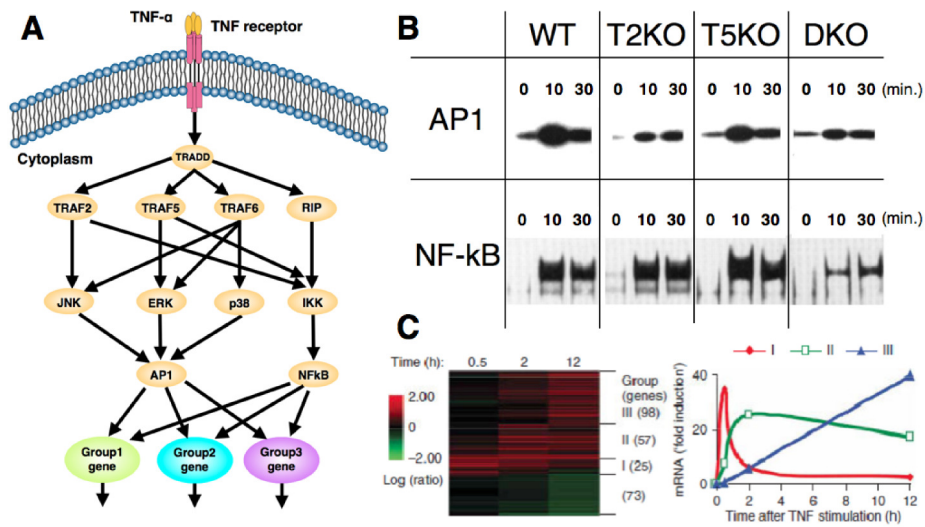 A
TNF-α
TNF receptor
Cytoplasm
TRADD
TRAF2
TRAF5
TRAF6
RIP
JNK
ERK
p38
IKK
AP1
NFkB
Group1
gene
Group2
gene
Group3
gene
B
WT T2KO T5KO DKO
0 10 30 0 10 30 0 10 30 0 10 30 (min.)
AP1
0 10 30 0 10 30 0 10 30 0 10 30 (min.)
NF-kB
C
Time (h): 0.5 2 12
2.00
0
−2.00
Log (ratio)
Group
(genes)
III (98)
II (57)
I (25)
(73)
I II III
mRNA (fold induction)
40
20
0
0 2 4 6 8 10 12
Time after TNF stimulation (h)